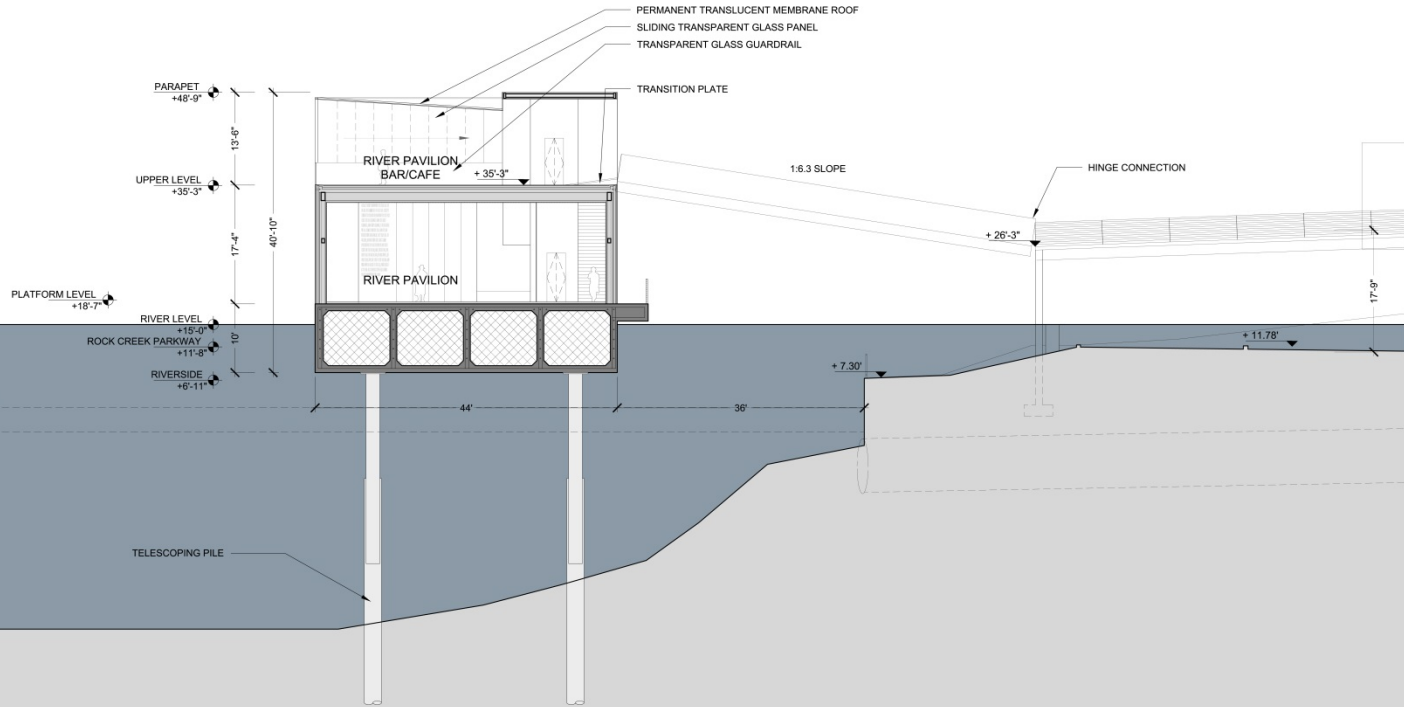 PERMANENT TRANSLUCENT MEMBRANE ROOF
SLIDING TRANSPARENT GLASS PANEL
TRANSPARENT GLASS GUARDRAIL
TRANSITION PLATE
PARAPET
+48'-9"
13'-6"
RIVER PAVILION
BAR/CAFE
+ 35'-3"
1:6.3 SLOPE
HINGE CONNECTION
UPPER LEVEL
+35'-3"
17'-4"
40'-10"
+ 26'-3"
RIVER PAVILION
17'-9"
PLATFORM LEVEL
+18'-7"
RIVER LEVEL
+15'-0"
10'
ROCK CREEK PARKWAY
+11'-8"
+ 11.78'
RIVERSIDE
+6'-11"
+ 7.30'
44'
36'
TELESCOPING PILE